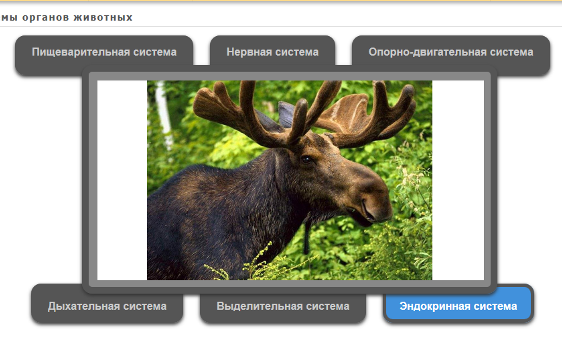 мы органов животных
Пищеварительная система
Нервная система
Опорно-двигательная система
Дыхательная система
Выделительная система
Эндокринная система